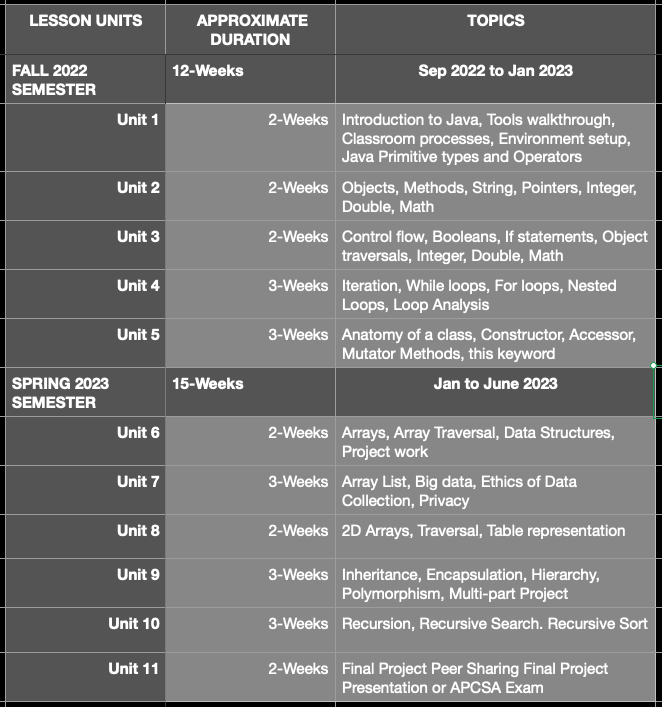 LESSON UNITS
APPROXIMATE
DURATION
TOPICS
FALL 2022
SEMESTER
12-Weeks
Sep 2022 to Jan 2023
Unit 1
2-Weeks
Introduction to Java, Tools walkthrough,
Classroom processes, Environment setup,
Java Primitive types and Operators
Unit 2
2-Weeks
Objects, Methods, String, Pointers, Integer,
Double, Math
Unit 3
2-Weeks
Control flow, Booleans, If statements, Object
traversals, Integer, Double, Math
Unit 4
3-Weeks
Iteration, While loops, For loops, Nested
Loops, Loop Analysis
Unit 5
3-Weeks
Anatomy of a class, Constructor, Accessor,
Mutator Methods, this keyword
SPRING 2023
SEMESTER
15-Weeks
Jan to June 2023
Unit 6
2-Weeks
Arrays, Array Traversal, Data Structures,
Project work
Unit 7
3-Weeks
Array List, Big data, Ethics of Data
Collection, Privacy
Unit 8
2-Weeks
2D Arrays, Traversal, Table representation
Unit 9
3-Weeks
Inheritance, Encapsulation, Hierarchy,
Polymorphism, Multi-part Project
Unit 10
3-Weeks
Recursion, Recursive Search. Recursive Sort
Unit 11
2-Weeks
Final Project Peer Sharing Final Project
Presentation or APCSA Exam